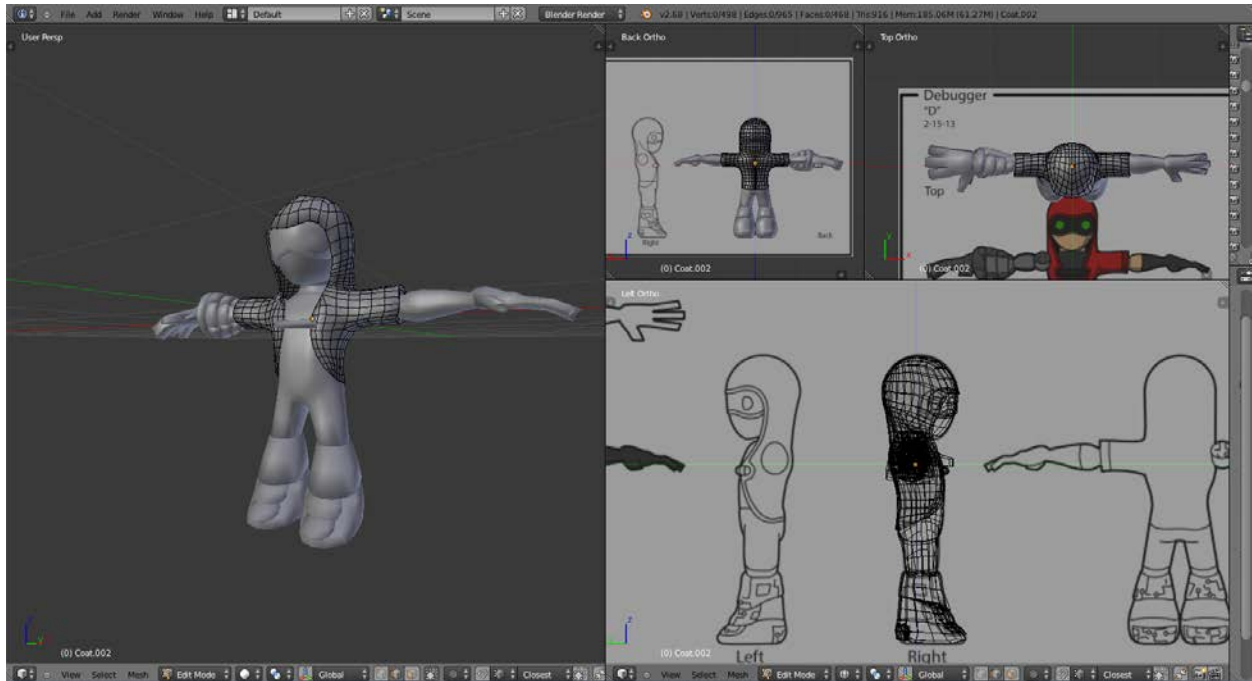 File Add Render Window Help Default Scene Blender Render v2.68 | Verts:0/498 | Edges:0/965 | Faces:0/468 | Tris:916 | Mem:185.06M (61.27M) | Coat.002
User Persp
Back Ortho
Top Ortho
Debugger
"D"
2-15-13
Top
Right
Back
z
y
x
(0) Coat.002
(0) Coat.002
Left Ortho
z
y
(0) Coat.002
(0) Coat.002
Left
Right
View Select Mesh Edit Mode Global Closest
View Select Mesh Edit Mode Global Closest